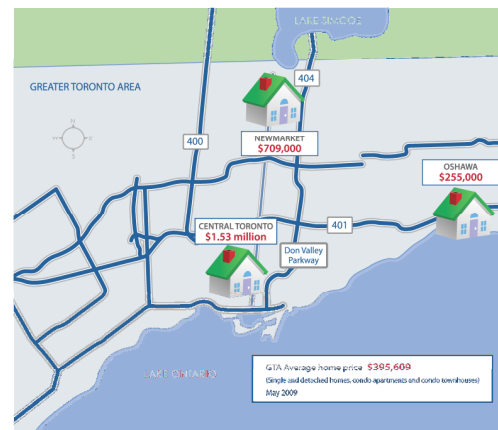 LAKE SIMCOE
404
GREATER TORONTO AREA
N
W
E
S
400
NEWMARKET
$709,000
OSHAWA
$255,000
CENTRAL TORONTO
$1.53 million
401
Don Valley
Parkway
LAKE ONTARIO
GTA Average home price $395,609
(Single and detached homes, condo apartments and condo townhouses)
May 2009